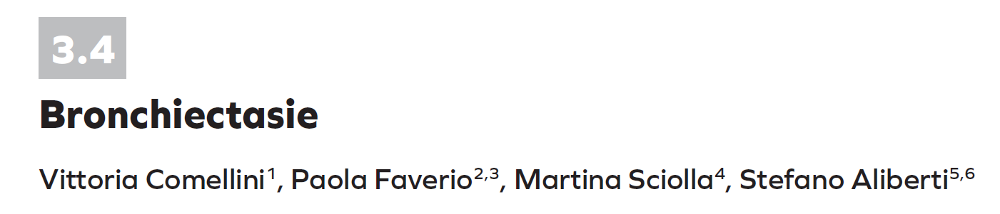 3.4
Bronchiectasie
Vittoria Comellini1, Paola Faverio2,3, Martina Sciolla4, Stefano Aliberti5,6